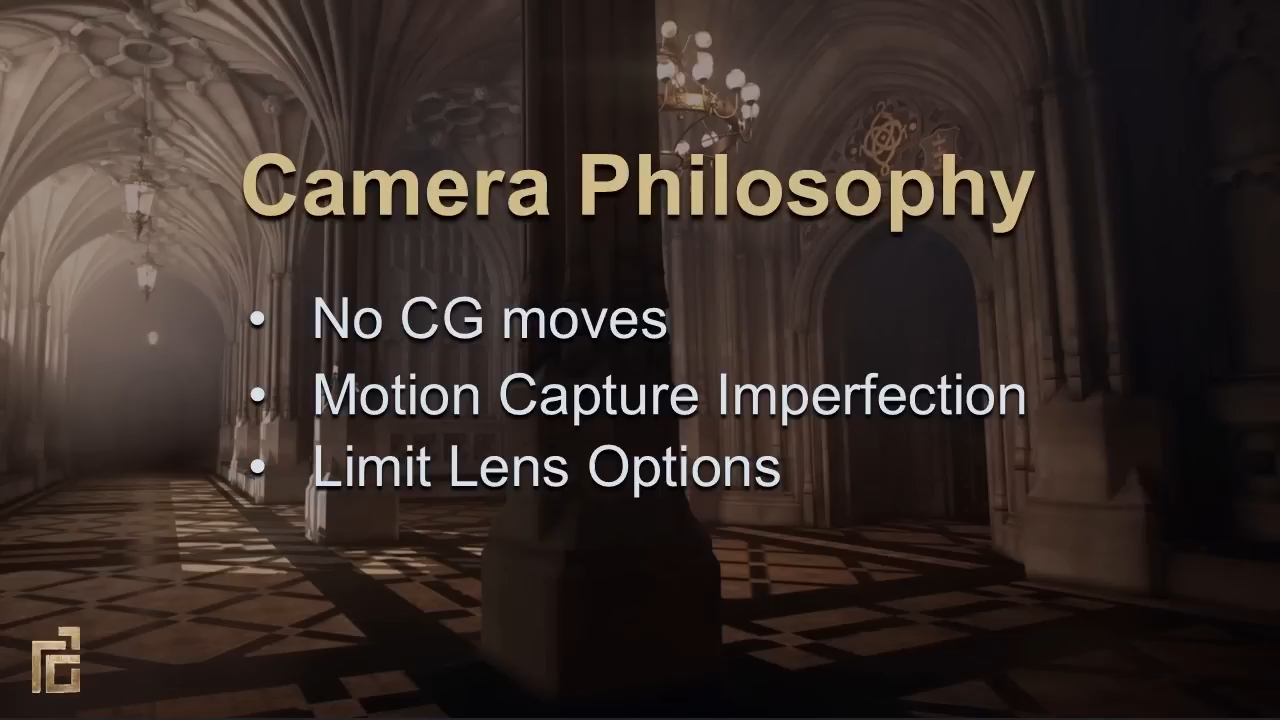 Camera Philosophy
• No CG moves
• Motion Capture Imperfection
• Limit Lens Options